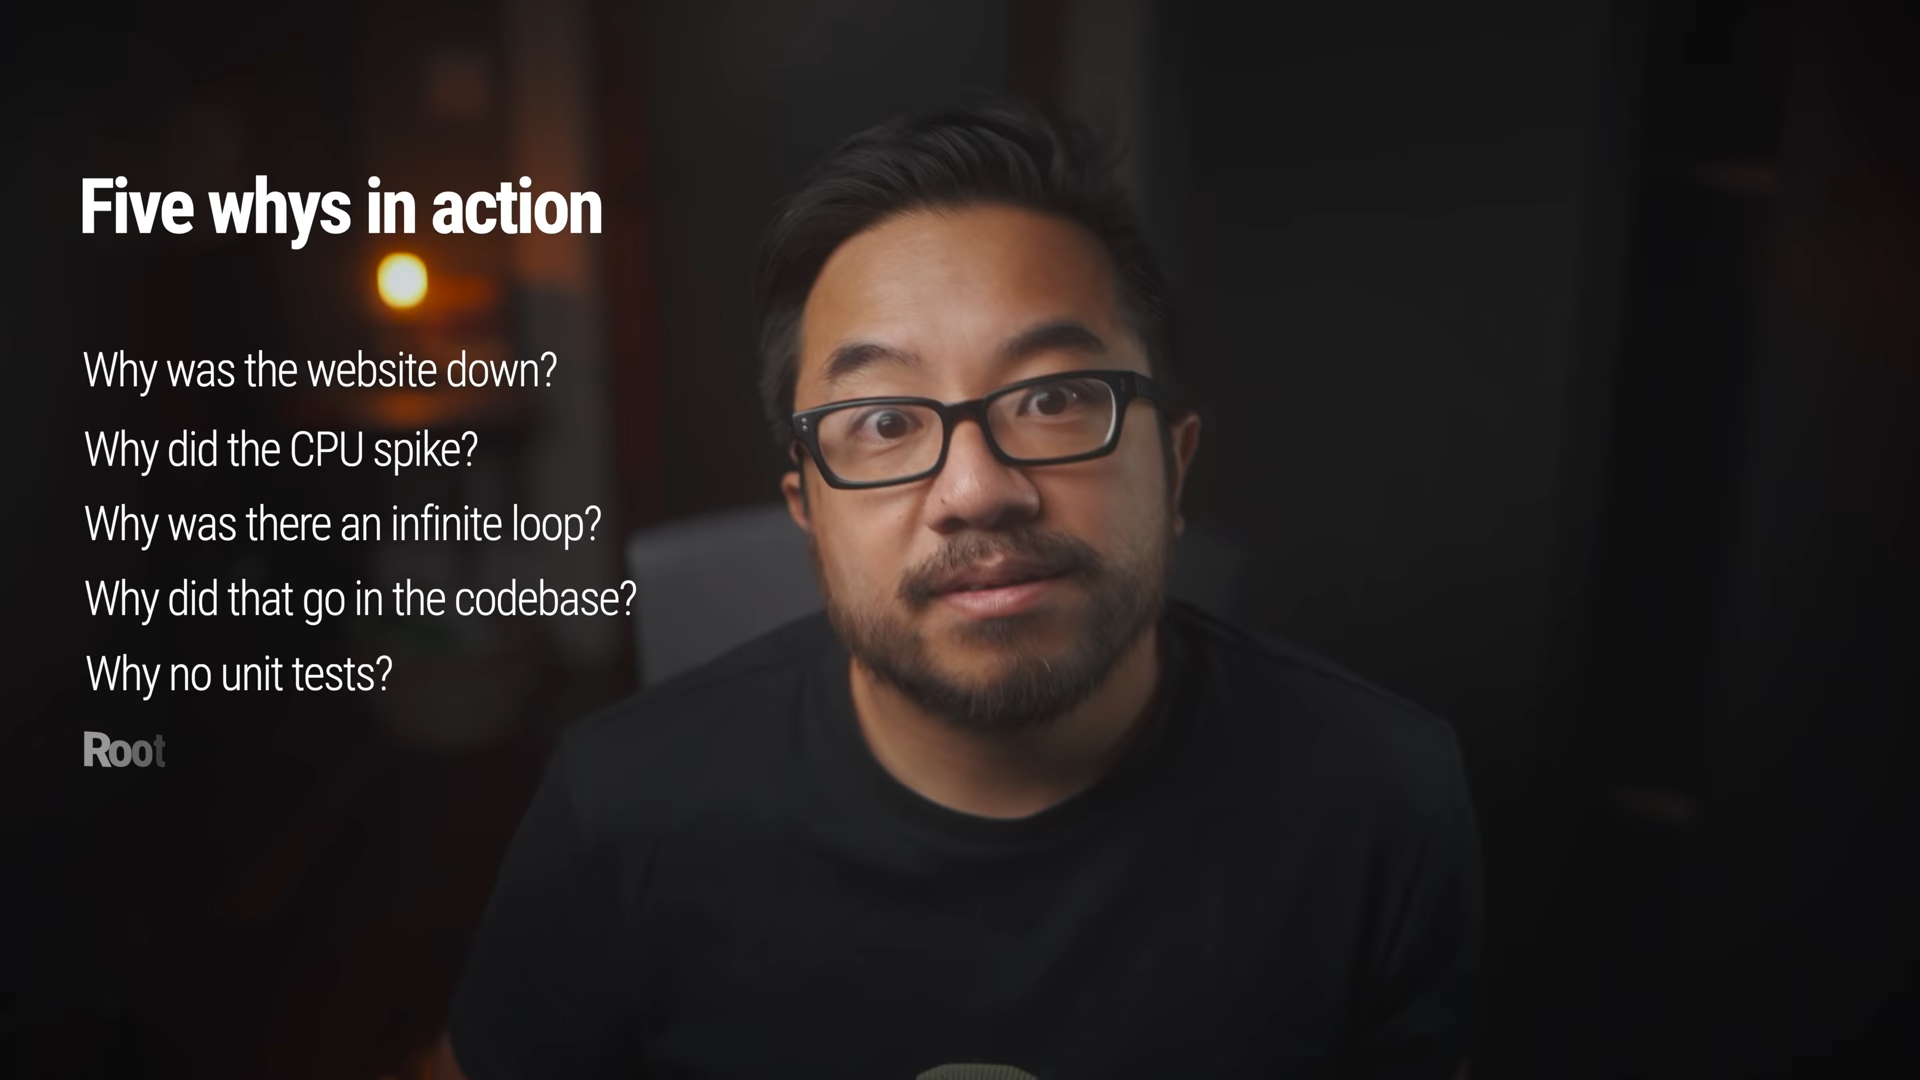 Five whys in action
Why was the website down?
Why did the CPU spike?
Why was there an infinite loop?
Why did that go in the codebase?
Why no unit tests?
Root